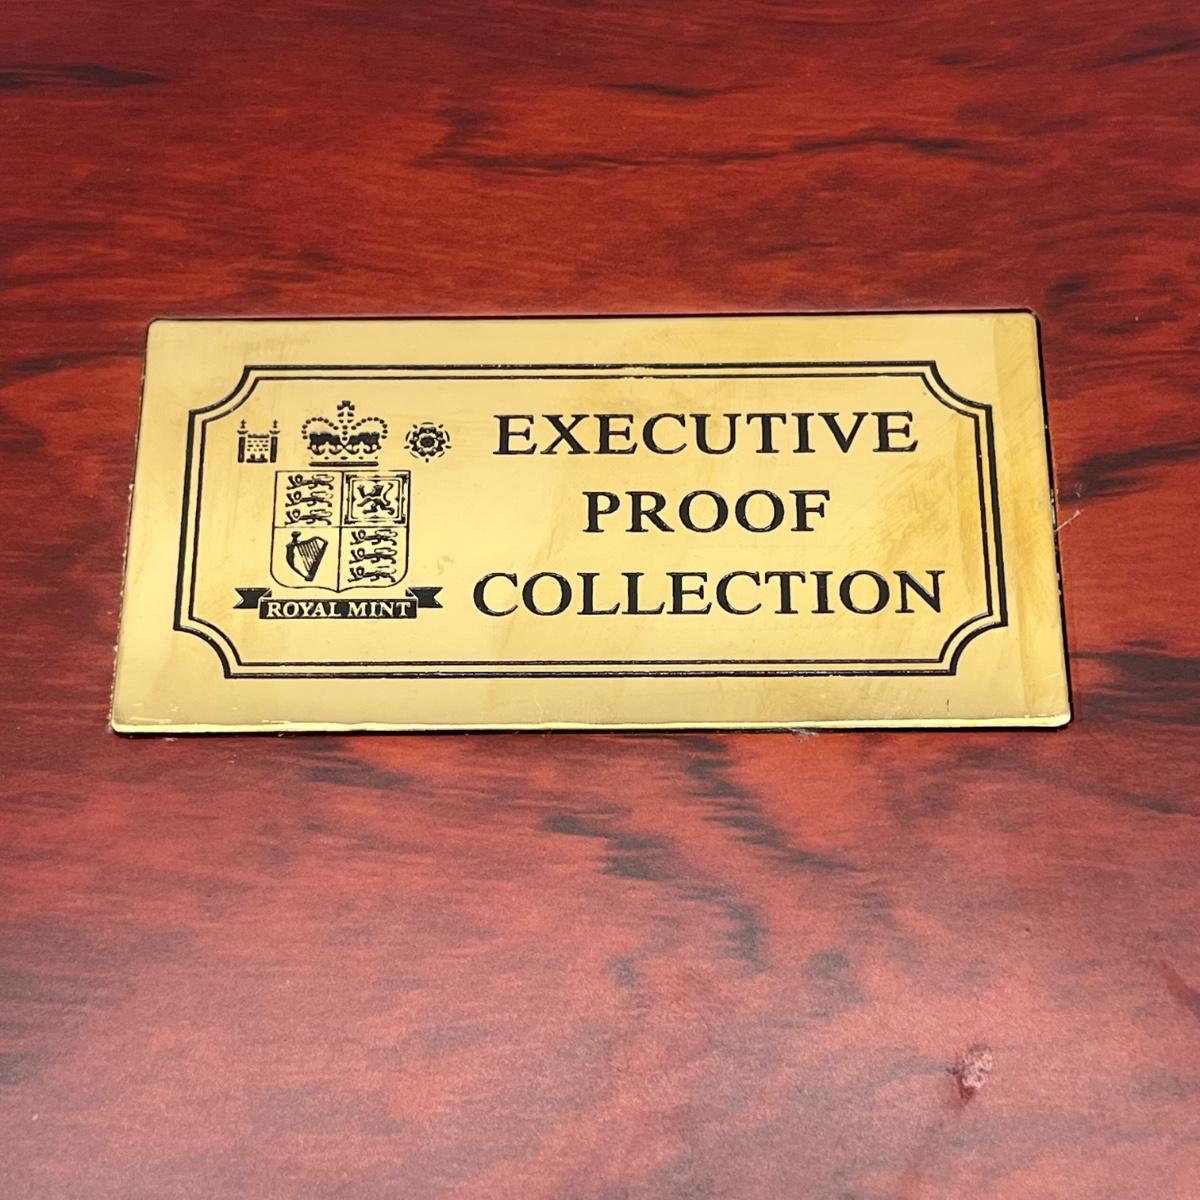 EXECUTIVE
PROOF
COLLECTION
ROYAL MINT